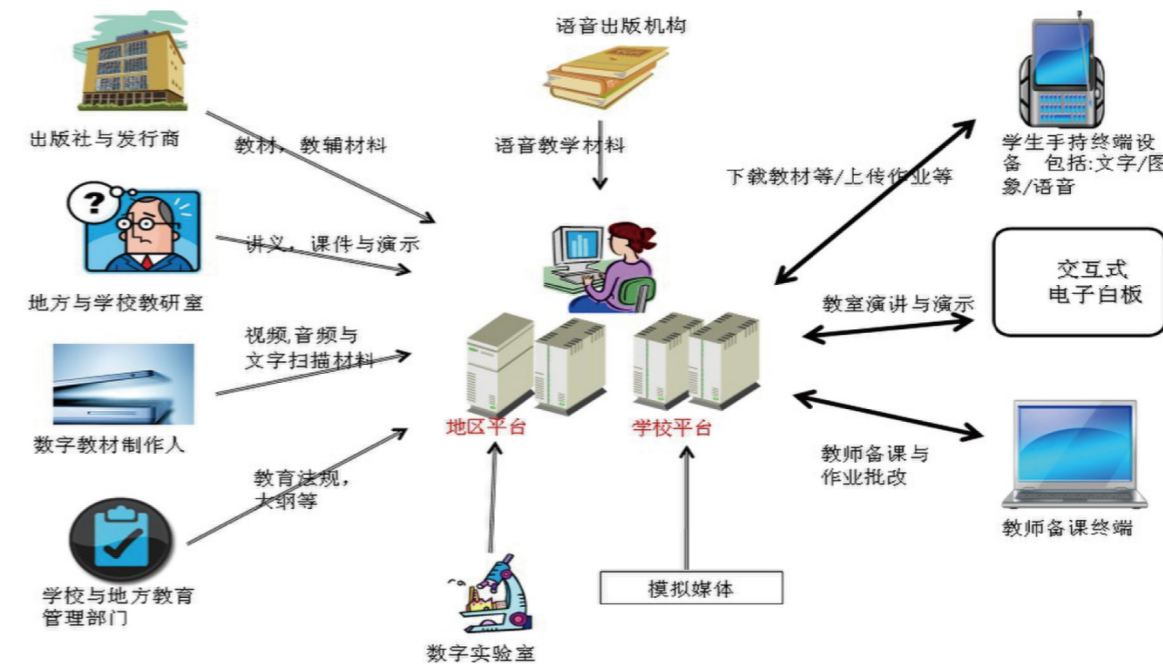 语音出版机构
出版社与发行商
教材，教辅材料
语音教学材料
学生手持终端设
备 包括:文字/图
象/语音
下载教材等/上传作业等
讲义，课件与演示
地方与学校教研室
交互式
电子白板
教室演讲与演示
视频,音频与
文字扫描材料
数字教材制作人
地区平台
学校平台
教师备课与
作业批改
教育法规，
大纲等
教师备课终端
学校与地方教育
管理部门
模拟媒体
数字实验室